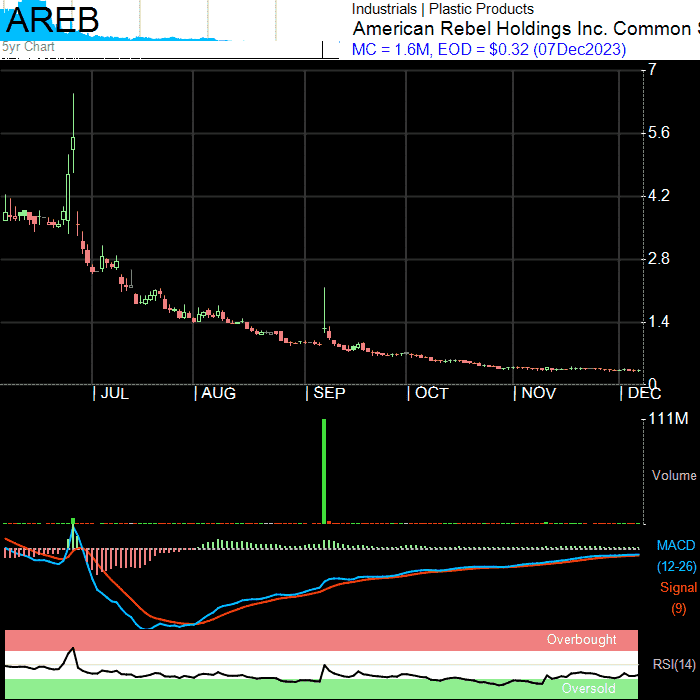 AREB
5yr Chart
Industrials | Plastic Products
American Rebel Holdings Inc. Common
MC = 1.6M, EOD = $0.32 (07Dec2023)
7
5.6
4.2
2.8
1.4
0
JUL
AUG
SEP
OCT
NOV
DEC
111M
Volume
MACD
(12-26)
Signal
(9)
Overbought
RSI(14)
Oversold